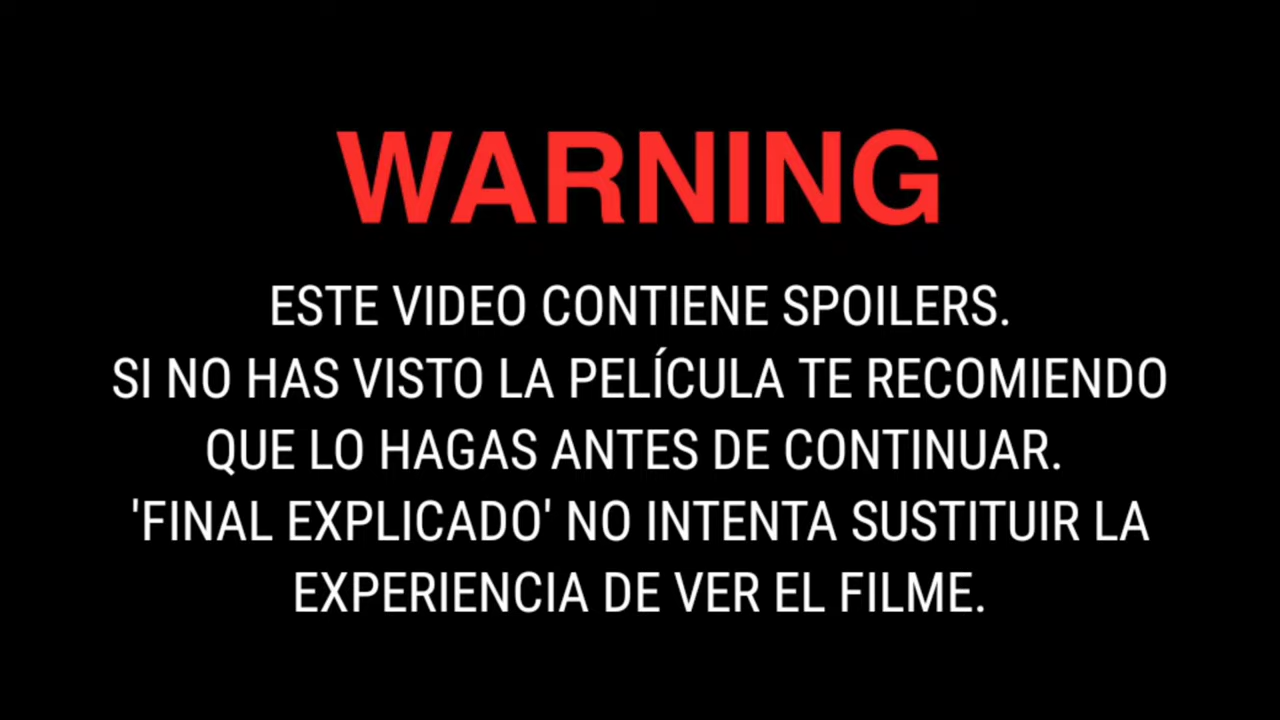 WARNING
ESTE VIDEO CONTIENE SPOILERS.
SI NO HAS VISTO LA PELÍCULA TE RECOMIENDO
QUE LO HAGAS ANTES DE CONTINUAR.
'FINAL EXPLICADO' NO INTENTA SUSTITUIR LA
EXPERIENCIA DE VER EL FILME.